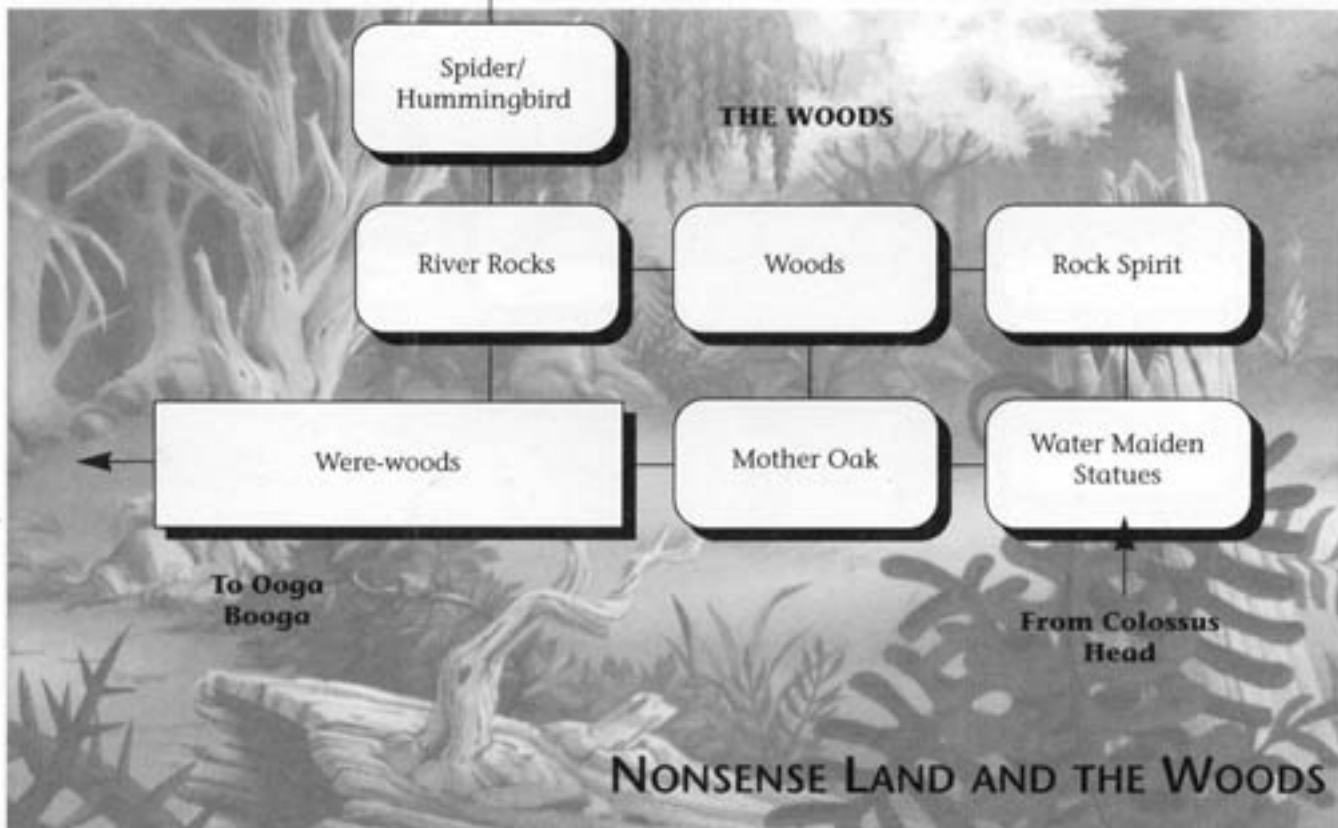 Spider/
Hummingbird
THE WOODS
River Rocks
Woods
Rock Spirit
Were-woods
Mother Oak
Water Maiden
Statues
To Ooga
Booga
From Colossus
Head
NONSENSE LAND AND THE WOODS